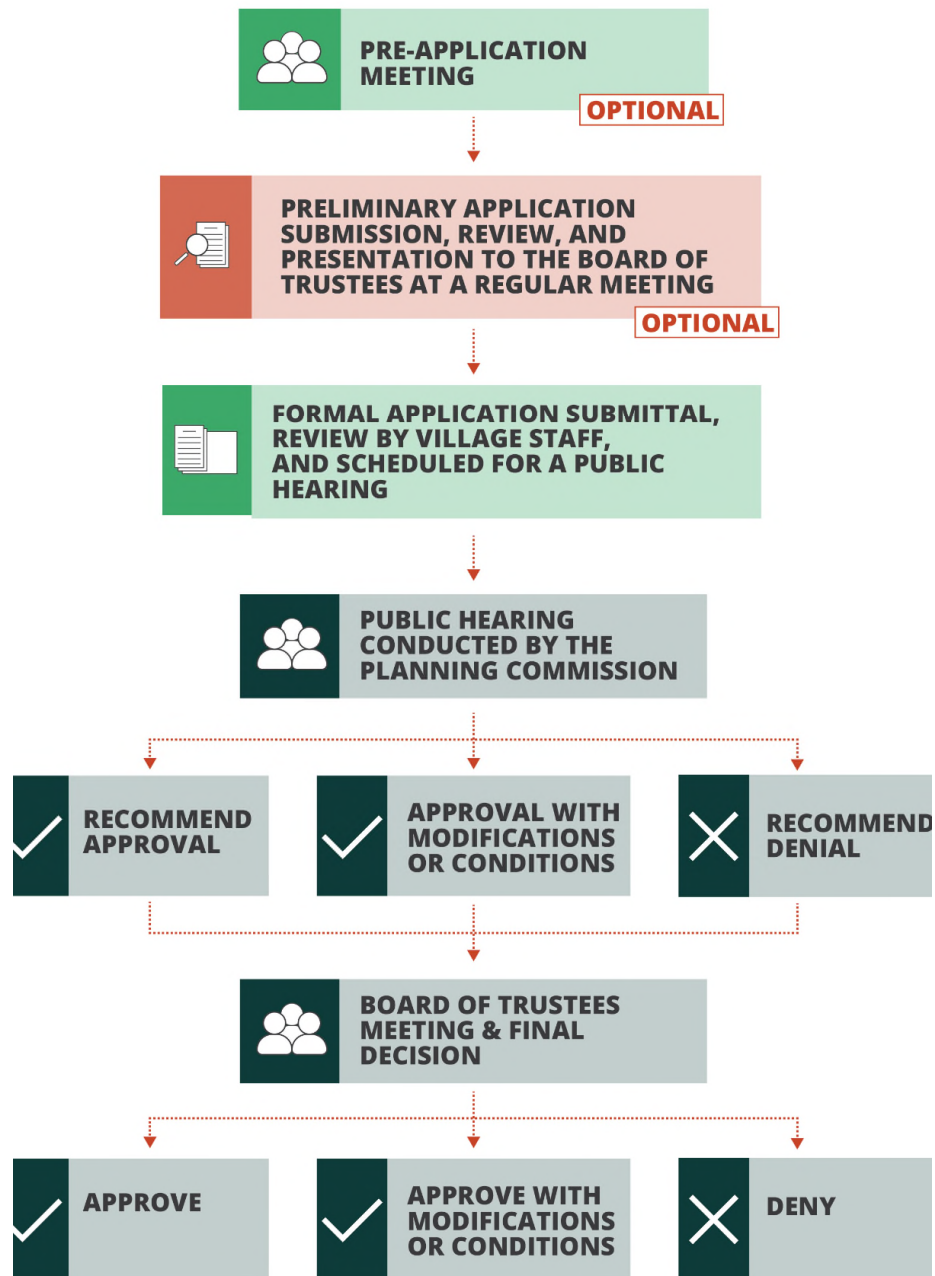 PRE-APPLICATION
MEETING
OPTIONAL
PRELIMINARY APPLICATION
SUBMISSION, REVIEW, AND
PRESENTATION TO THE BOARD OF
TRUSTEES AT A REGULAR MEETING
OPTIONAL
FORMAL APPLICATION SUBMITTAL,
REVIEW BY VILLAGE STAFF,
AND SCHEDULED FOR A PUBLIC
HEARING
PUBLIC HEARING
CONDUCTED BY THE
PLANNING COMMISSION
RECOMMEND
APPROVAL
APPROVAL WITH
MODIFICATIONS
OR CONDITIONS
RECOMMEND
DENIAL
BOARD OF TRUSTEES
MEETING & FINAL
DECISION
APPROVE
APPROVE WITH
MODIFICATIONS
OR CONDITIONS
DENY